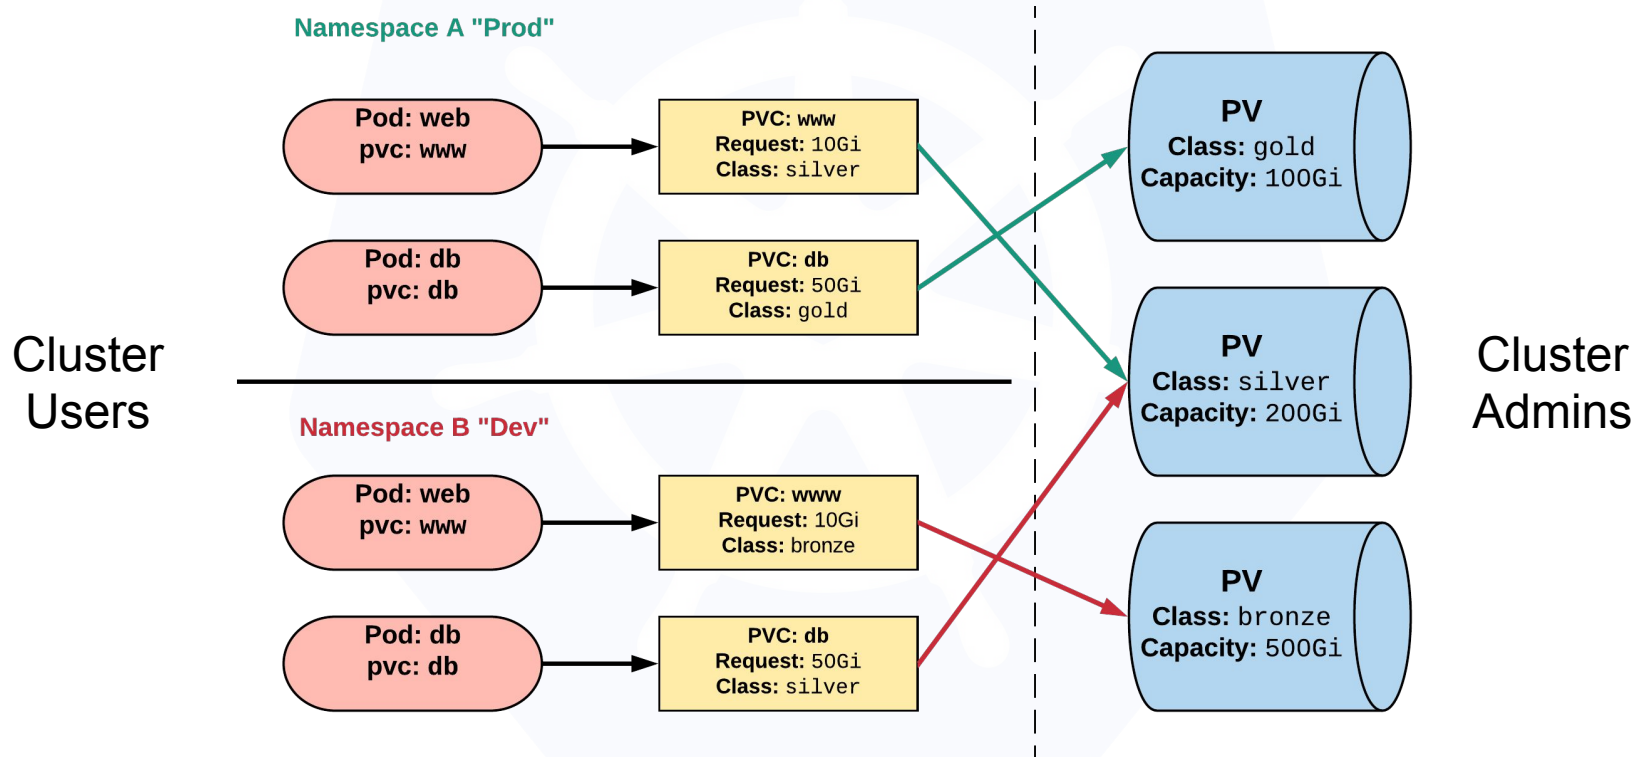 Namespace A "Prod"
Pod: web
pvc: www
PVC: www
Request: 10Gi
Class: silver
Pod: db
pvc: db
PVC: db
Request: 50Gi
Class: gold
Cluster
Users
Namespace B "Dev"
Pod: web
pvc: www
PVC: www
Request: 10Gi
Class: bronze
Pod: db
pvc: db
PVC: db
Request: 50Gi
Class: silver
PV
Class: gold
Capacity: 100Gi
PV
Class: silver
Capacity: 200Gi
PV
Class: bronze
Capacity: 500Gi
Cluster
Admins